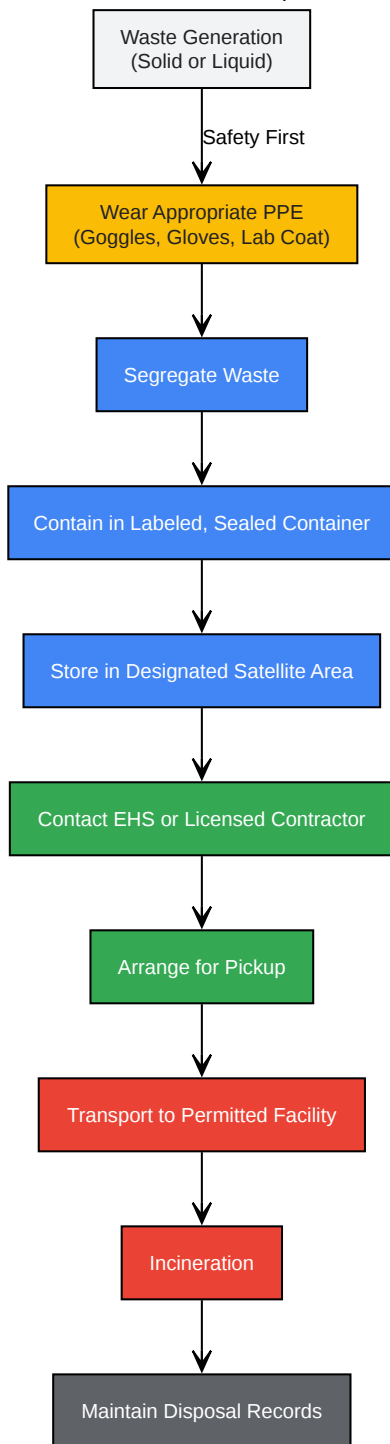 Waste Generation
(Solid or Liquid)
Safety First
Wear Appropriate PPE
(Goggles, Gloves, Lab Coat)
Segregate Waste
Contain in Labeled, Sealed Container
Store in Designated Satellite Area
Contact EHS or Licensed Contractor
Arrange for Pickup
Transport to Permitted Facility
Incineration
Maintain Disposal Records